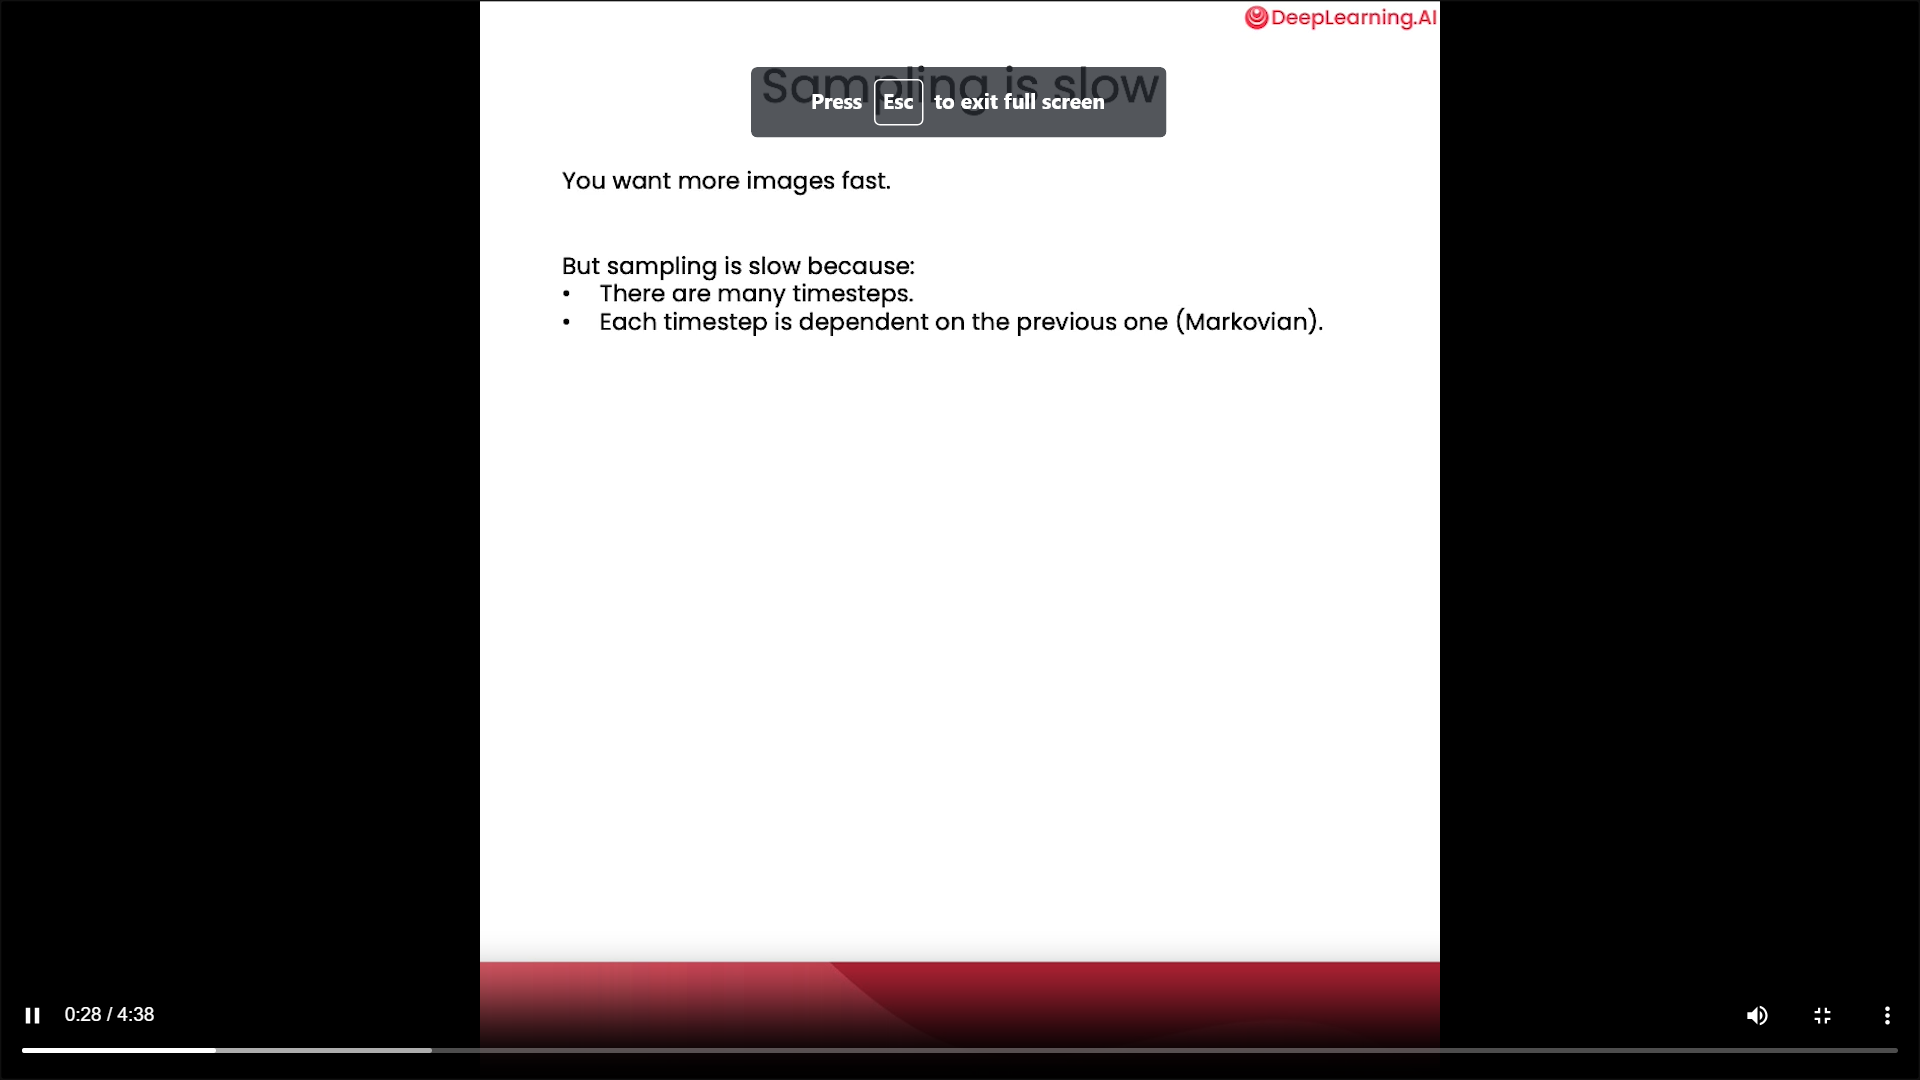 DeepLearning.AI
Sampling is slow
Press Esc to exit full screen
You want more images fast.
But sampling is slow because:
• There are many timesteps.
• Each timestep is dependent on the previous one (Markovian).
0:28 / 4:38